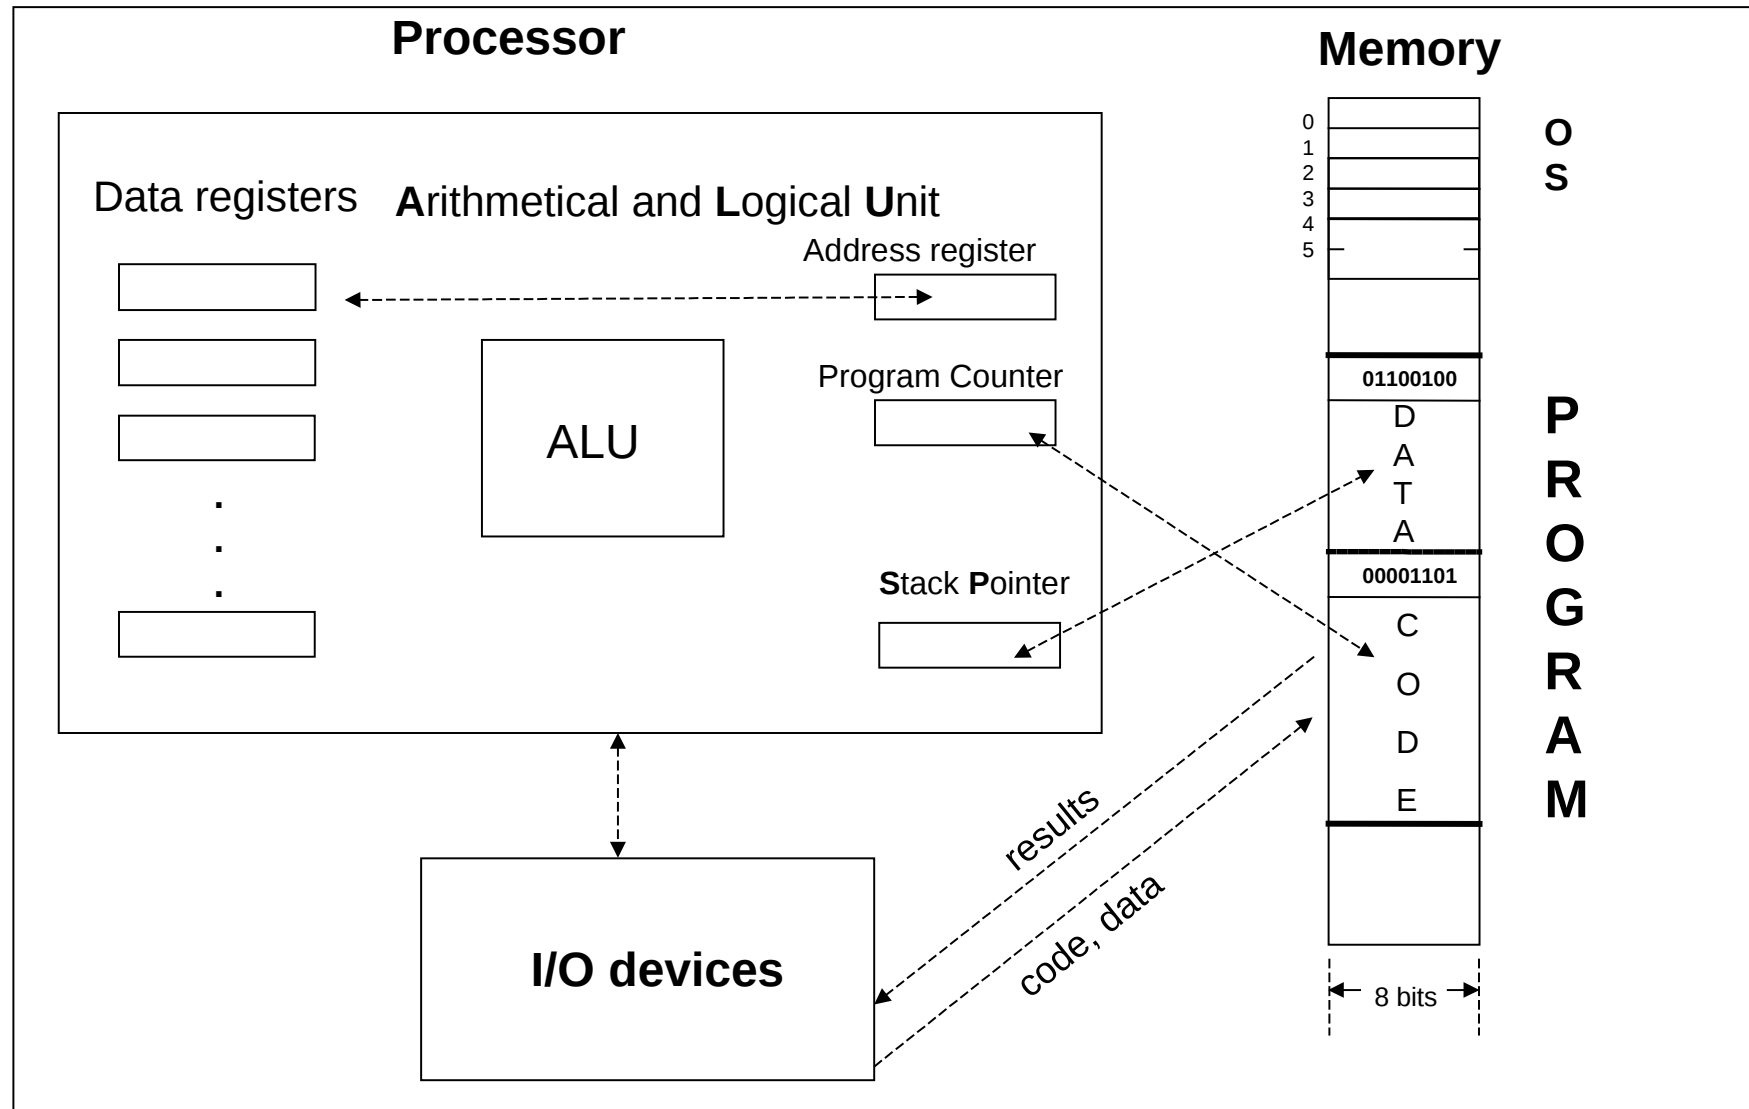 Processor
Memory
Data registers
Arithmetical and Logical Unit
Address register
Program Counter
ALU
Stack Pointer
.
.
.
0
1
2
3
4
5
O
S
01100100
D
A
T
A
00001101
C
O
D
E
P
R
O
G
R
A
M
results
code, data
I/O devices
8 bits